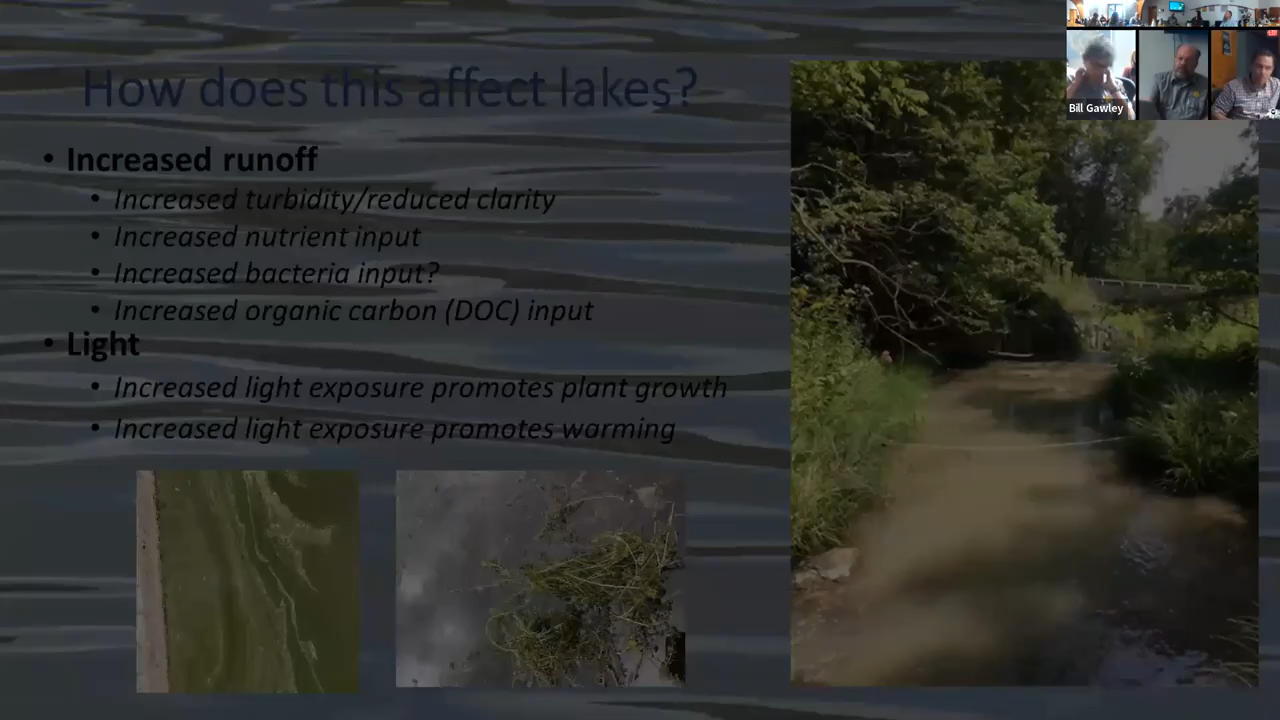 How does this affect lakes?
• Increased runoff
• Increased turbidity/reduced clarity
• Increased nutrient input
• Increased bacteria input?
• Increased organic carbon (DOC) input
• Light
• Increased light exposure promotes plant growth
• Increased light exposure promotes warming
Bill Gawley